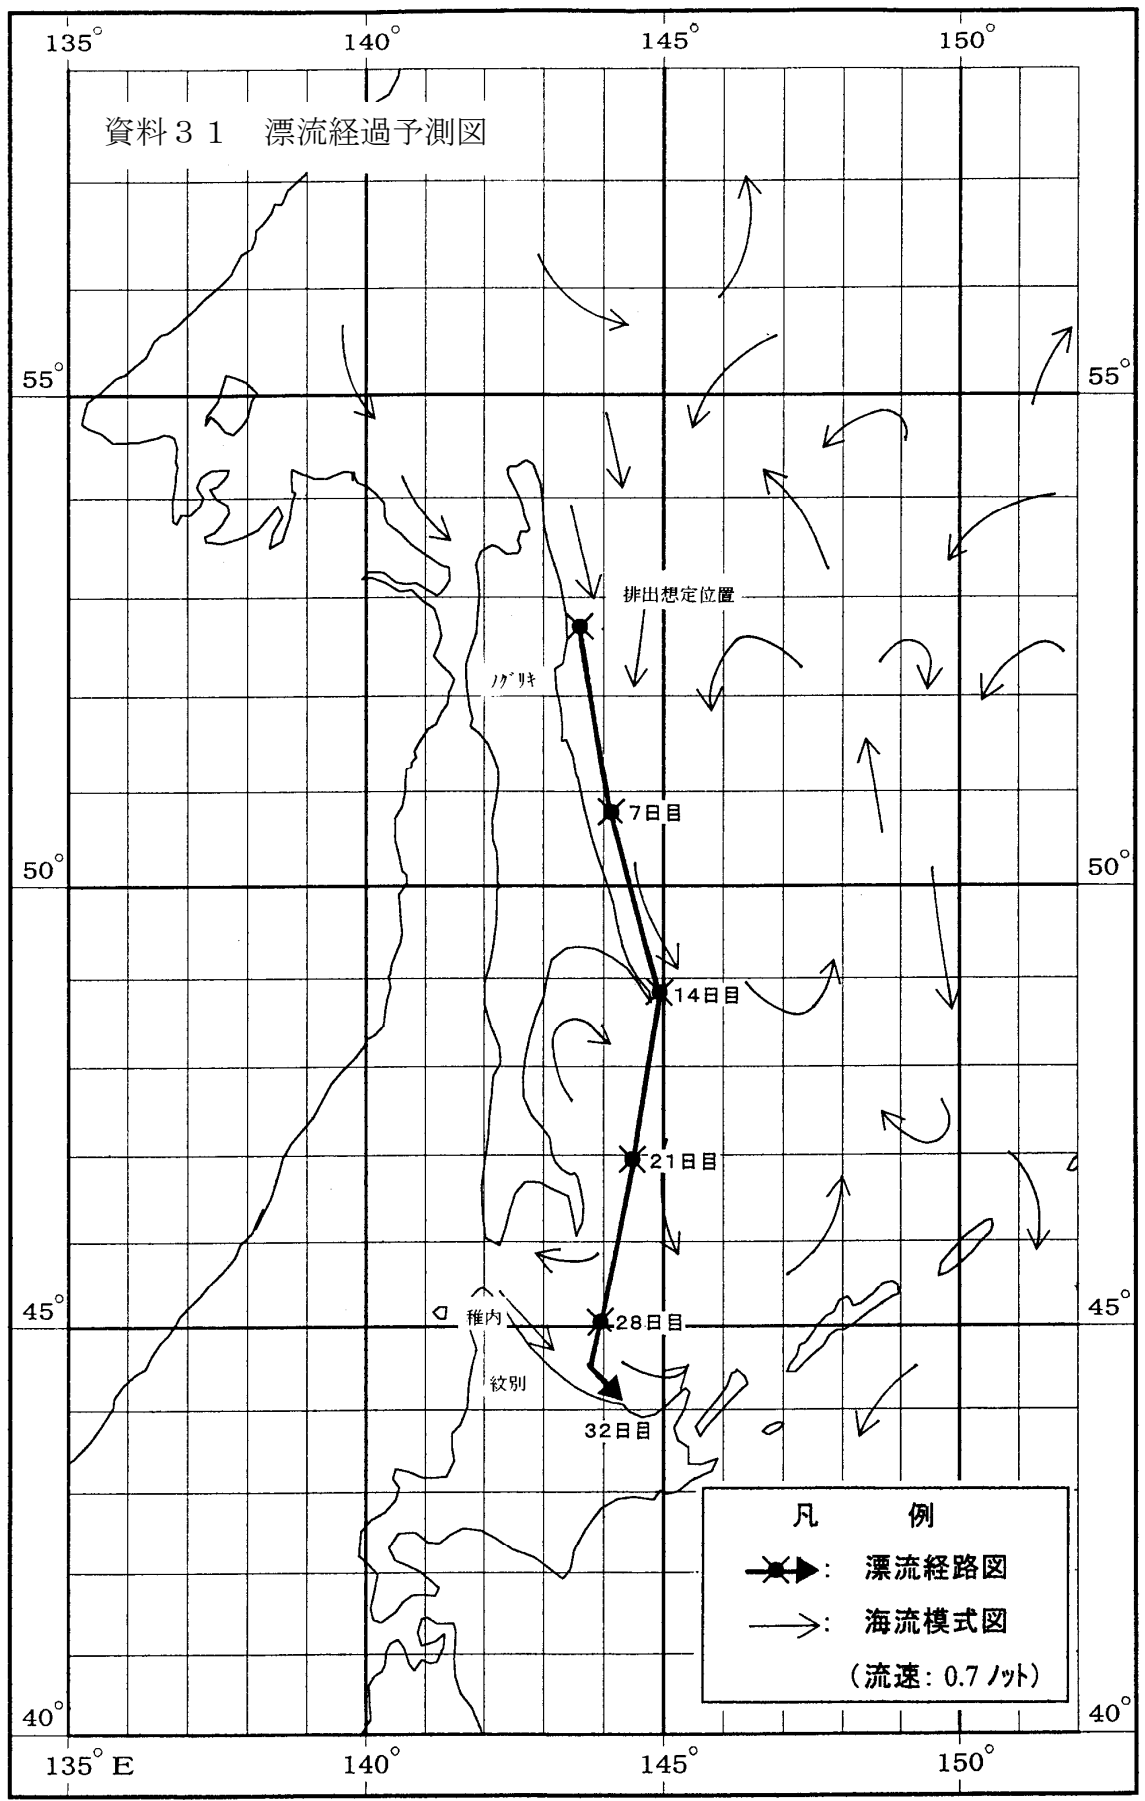 135° 140° 145° 150°
資料31 漂流経過予測図
55° 55°
排出想定位置
ノグリキ
7日目
50° 50°
14日目
21日目
45° 45°
稚内
28日目
紋別
32日目
凡 例
: 漂流経路図
: 海流模式図
(流速: 0.7ノット)
40° 40°
135° E 140° 145° 150°